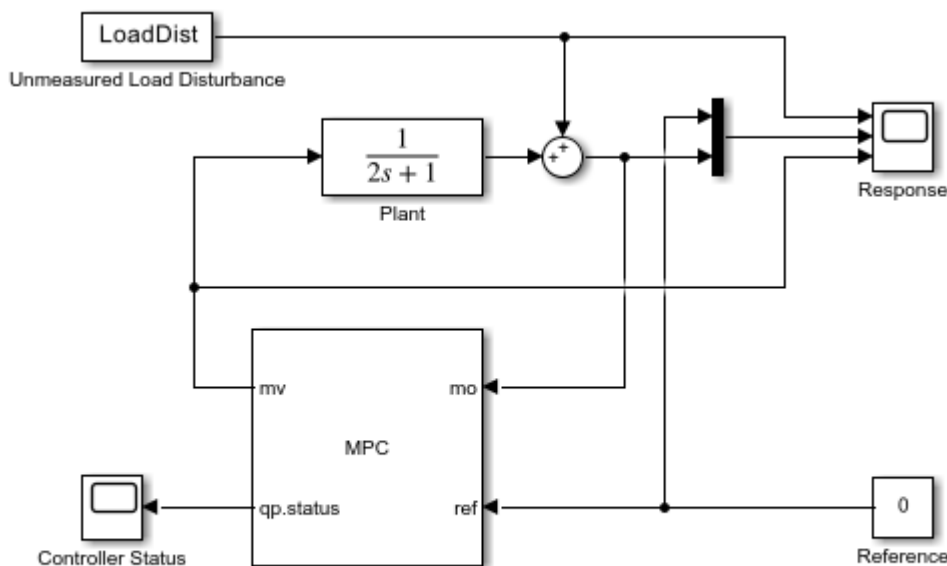 LoadDist
Unmeasured Load Disturbance
1
2s + 1
Plant
+
+
Response
mv
mo
MPC
qp.status
ref
0
Controller Status
Reference